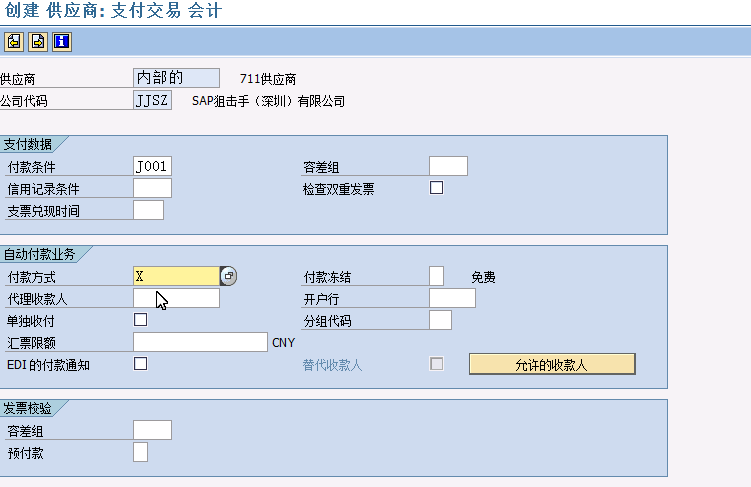 创建 供应商: 支付交易 会计
供应商 内部的 711供应商
公司代码 JJSZ SAP狙击手（深圳）有限公司
支付数据
付款条件 J001 容差组
信用记录条件 检查双重发票
支票兑现时间
自动付款业务
付款方式 X 付款冻结 免费
代理收款人 开户行
单独收付 分组代码
汇票限额 CNY
EDI 的付款通知 替代收款人 允许的收款人
发票校验
容差组
预付款